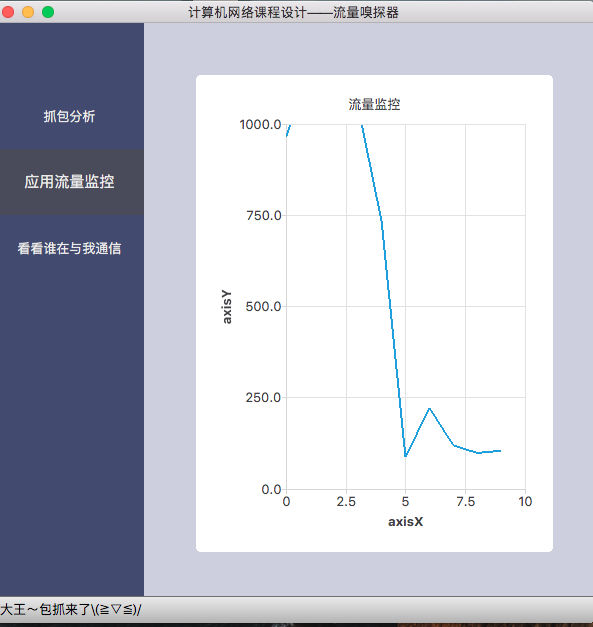 计算机网络课程设计——流量嗅探器
抓包分析
应用流量监控
看看谁在与我通信
流量监控
1000.0
750.0
500.0
250.0
0.0
axisY
0 2.5 5 7.5 10
axisX
大王～包抓来了\(≧▽≦)/